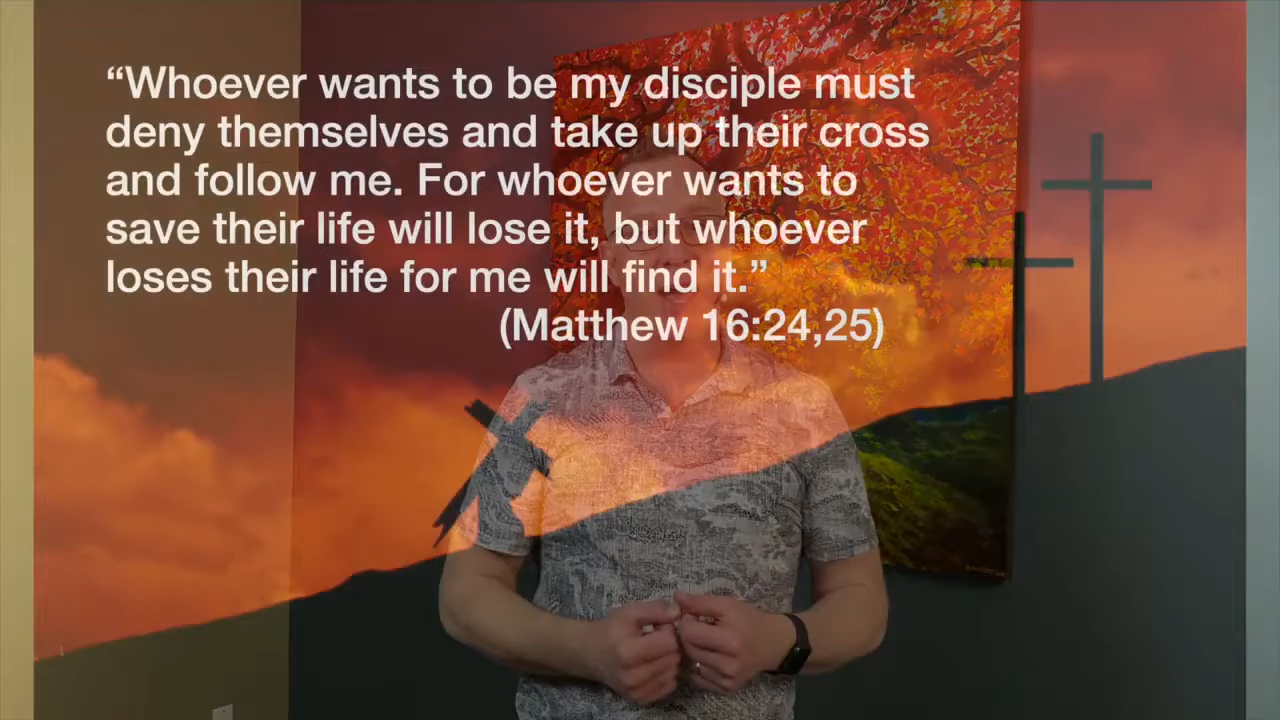 “Whoever wants to be my disciple must
deny themselves and take up their cross
and follow me. For whoever wants to
save their life will lose it, but whoever
loses their life for me will find it.”
(Matthew 16:24,25)